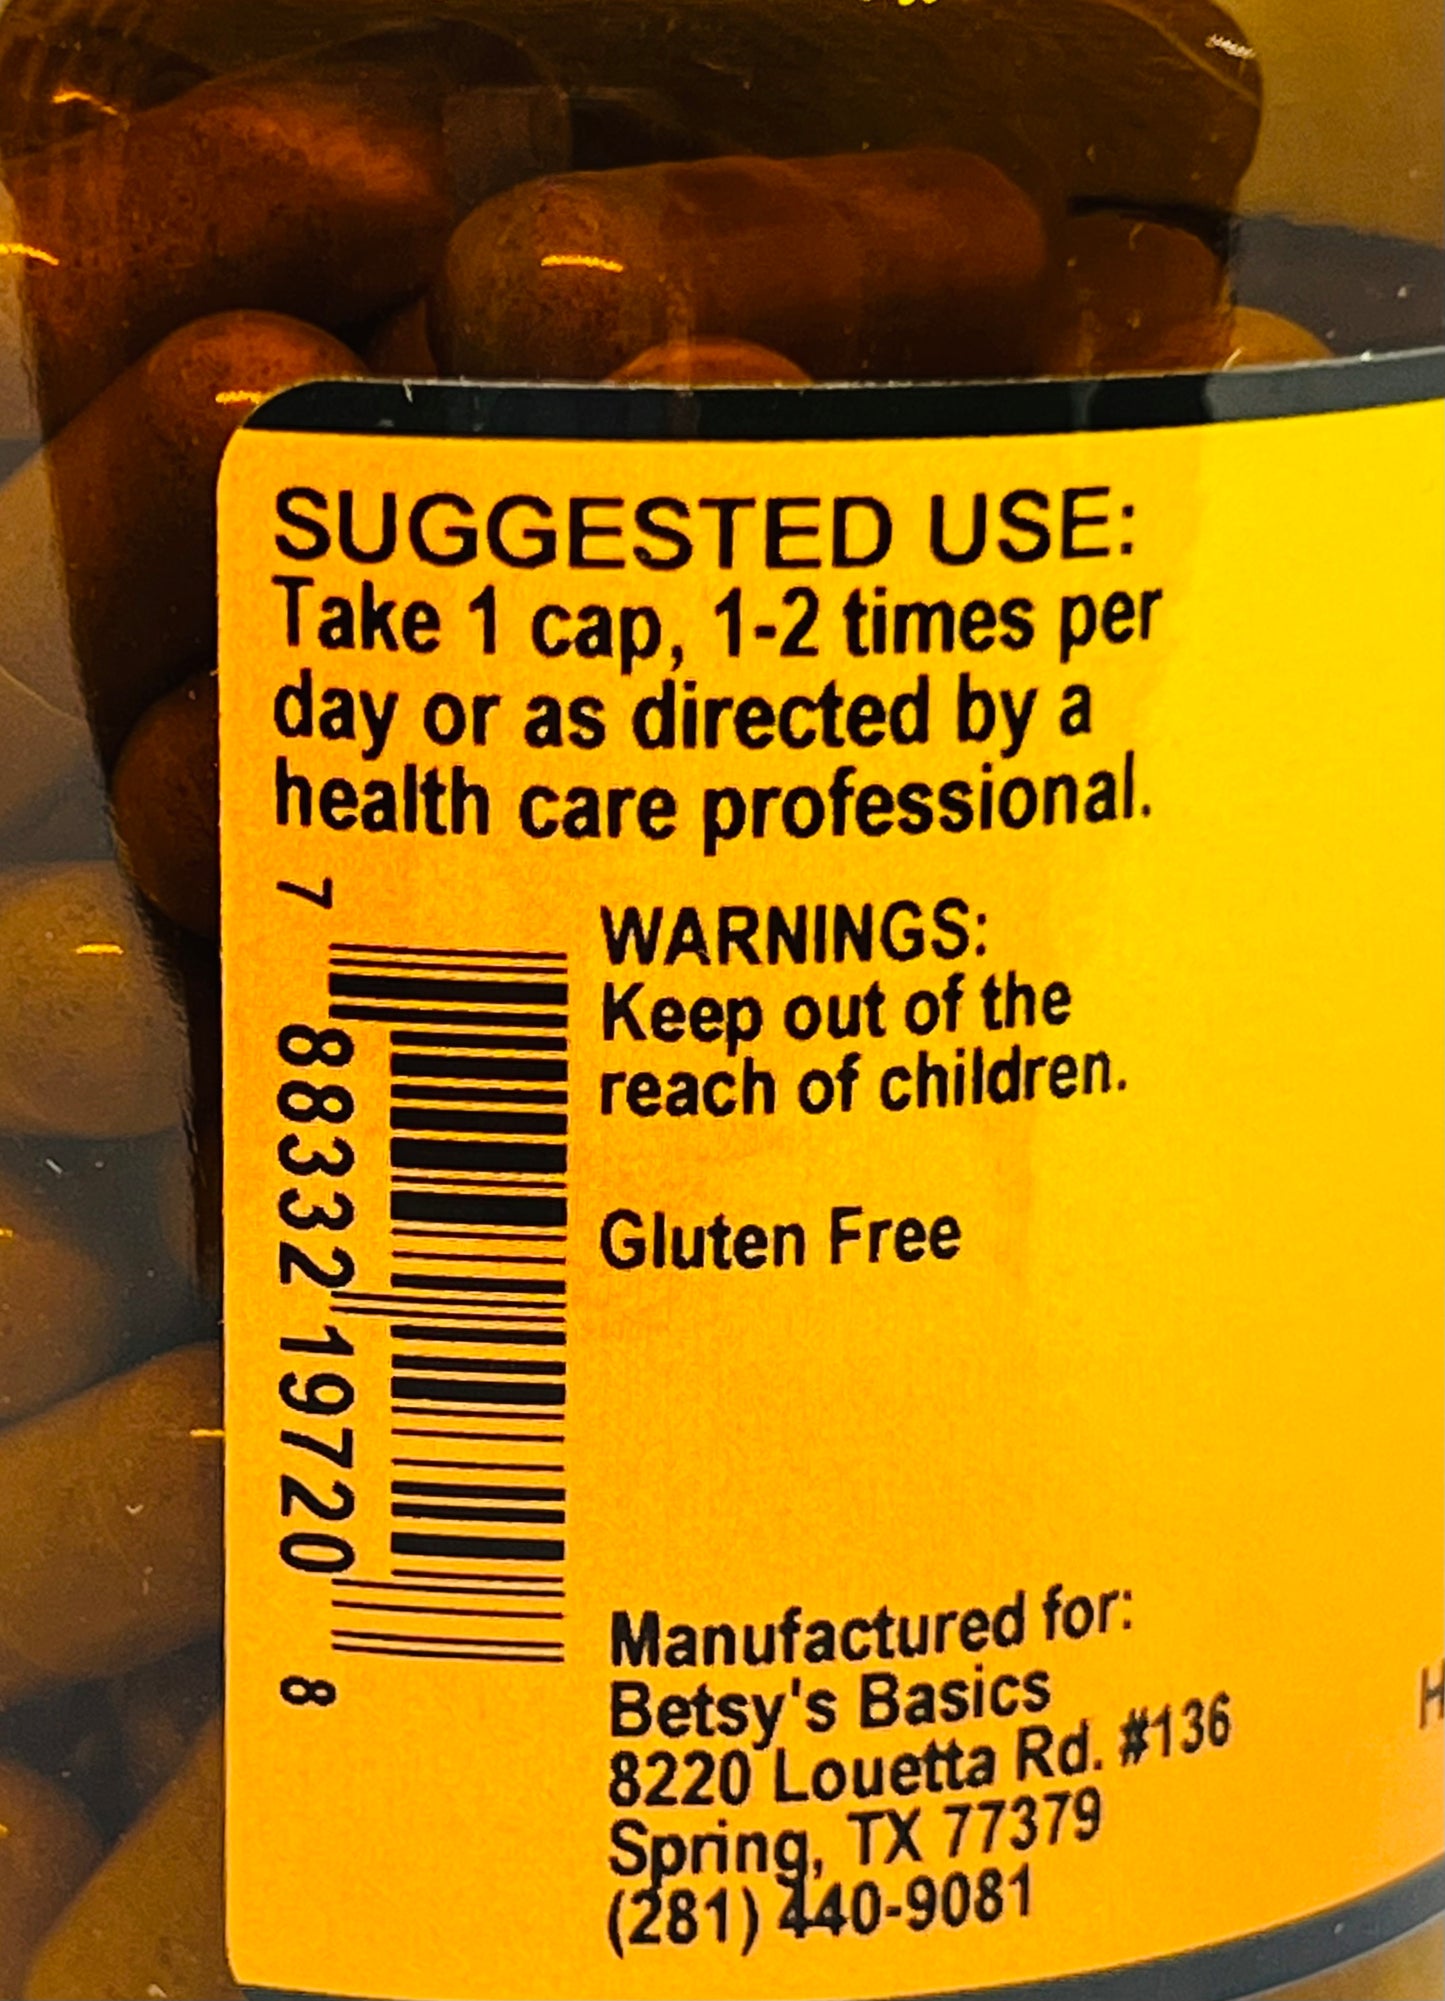 SUGGESTED USE:
Take 1 cap, 1-2 times per
day or as directed by a
health care professional.
7 88332 19720 8
WARNINGS:
Keep out of the
reach of children.
Gluten Free
Manufactured for:
Betsy's Basics
8220 Louetta Rd. #136
Spring, TX 77379
(281) 440-9081